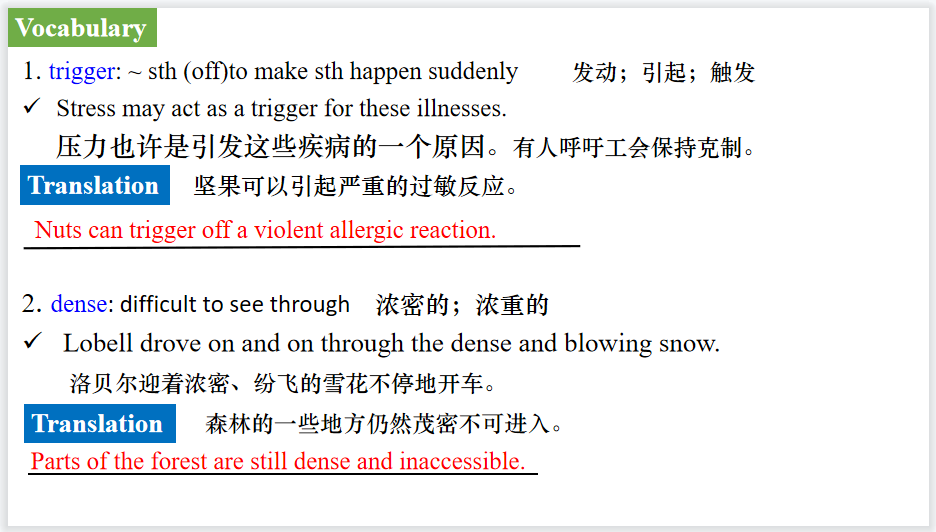 Vocabulary
1. trigger: ~ sth (off)to make sth happen suddenly 发动；引起；触发
✓ Stress may act as a trigger for these illnesses.
压力也许是引发这些疾病的一个原因。有人呼吁工会保持克制。
Translation 坚果可以引起严重的过敏反应。
Nuts can trigger off a violent allergic reaction.
2. dense: difficult to see through 浓密的；浓重的
✓ Lobell drove on and on through the dense and blowing snow.
洛贝尔迎着浓密、纷飞的雪花不停地开车。
Translation 森林的一些地方仍然茂密不可进入。
Parts of the forest are still dense and inaccessible.